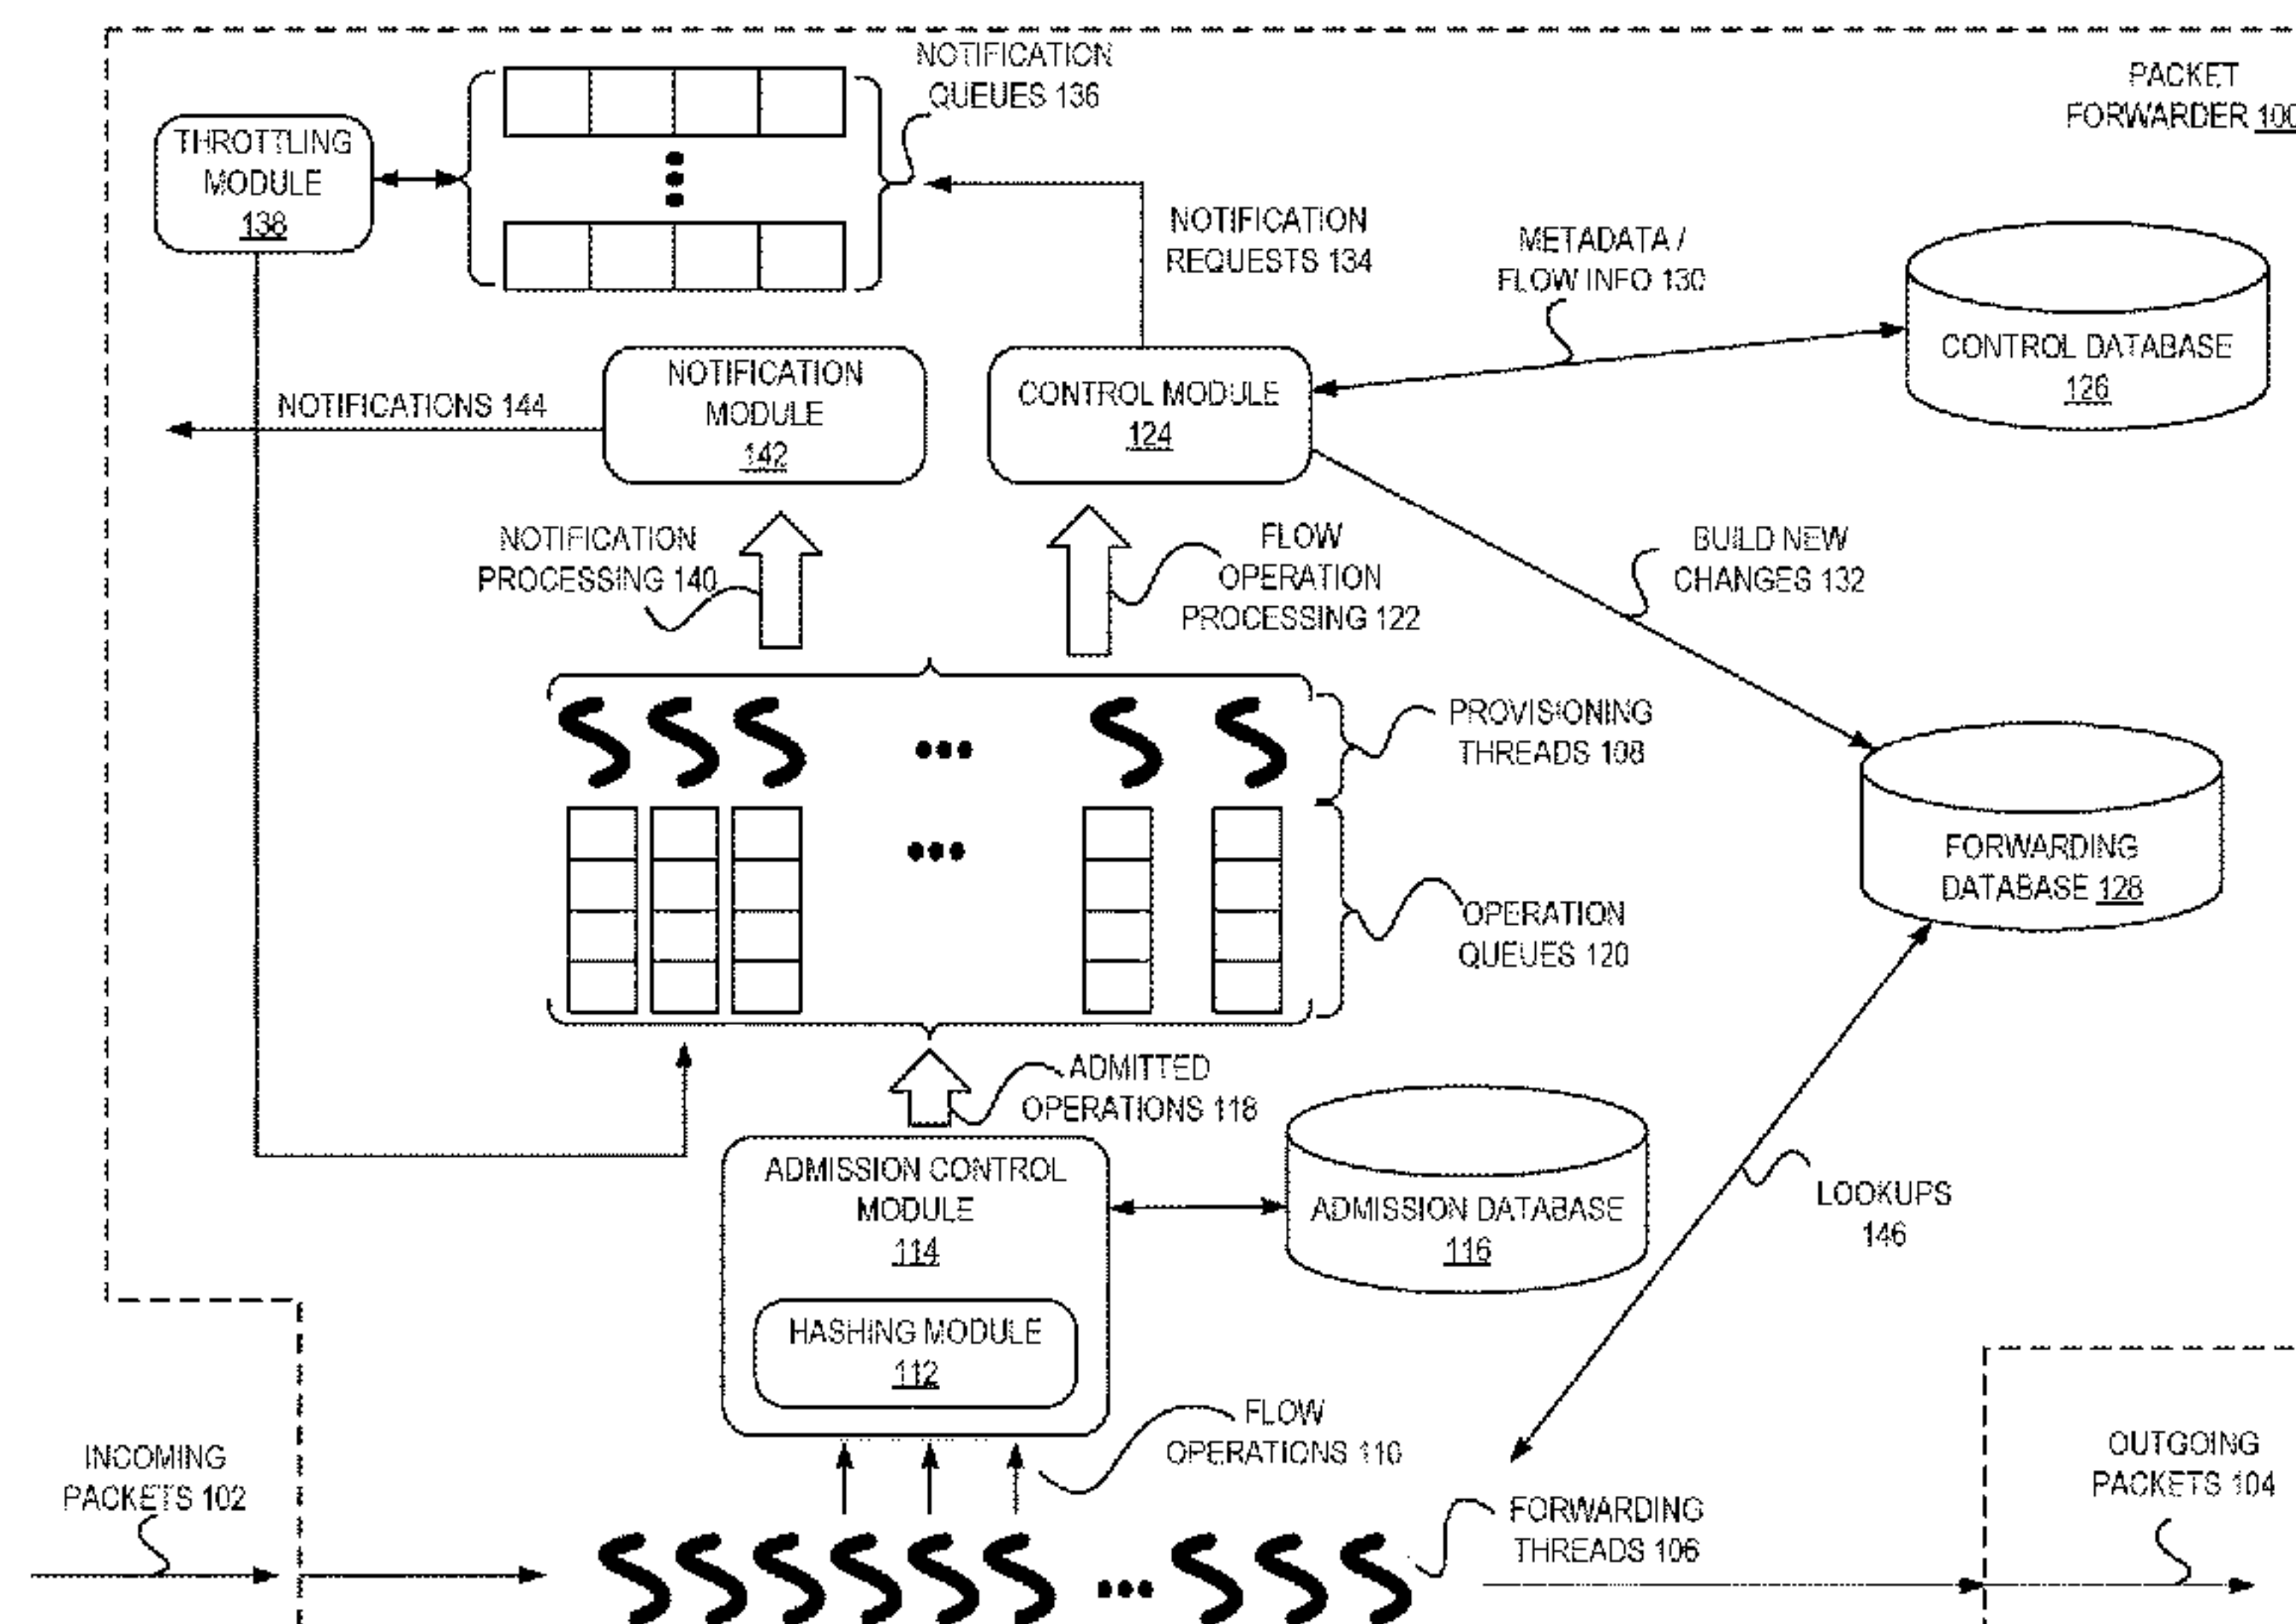 NOTIFICATION
QUEUES 136
PACKET
FORWARDER 100
THROTTLING
MODULE
138
NOTIFICATION
REQUESTS 134
METADATA /
FLOW INFO 130
CONTROL DATABASE
126
NOTIFICATION
MODULE
142
CONTROL MODULE
124
NOTIFICATIONS 144
NOTIFICATION
PROCESSING 140
FLOW
OPERATION
PROCESSING 122
BUILD NEW
CHANGES 132
PROVISIONING
THREADS 108
FORWARDING
DATABASE 128
OPERATION
QUEUES 120
ADMITTED
OPERATIONS 118
ADMISSION CONTROL
MODULE
114
ADMISSION DATABASE
116
LOOKUPS
146
HASHING MODULE
112
FLOW
OPERATIONS 110
INCOMING
PACKETS 102
OUTGOING
PACKETS 104
FORWARDING
THREADS 106